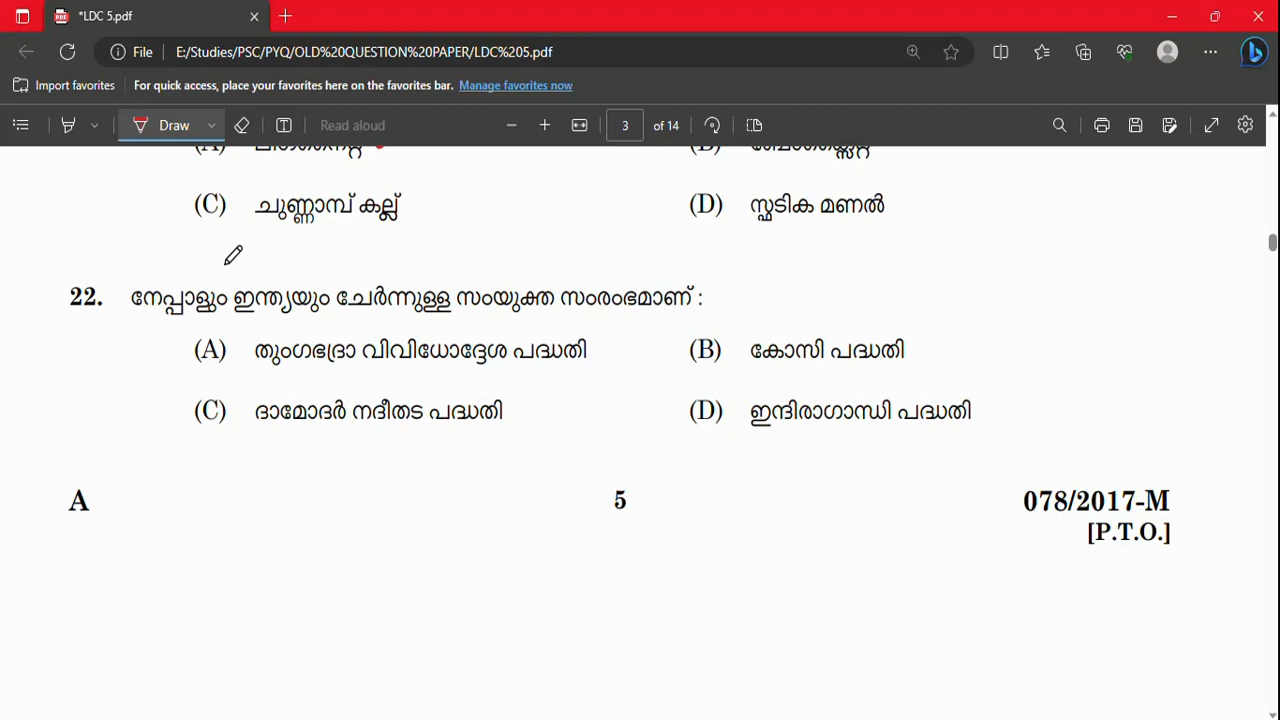 *LDC 5.pdf
File E:/Studies/PSC/PYQ/OLD%20QUESTION%20PAPER/LDC%205.pdf
Import favorites For quick access, place your favorites here on the favorites bar. Manage favorites now
Draw Read aloud 3 of 14
(C) ചുണ്ണാമ്പ് കല്ല് (D) സ്ഫടിക മണൽ
22. നേപ്പാളും ഇന്ത്യയും ചേർന്നുള്ള സംയുക്ത സംരംഭമാണ് :
(A) തുംഗഭദ്രാ വിവിധോദ്ദേശ പദ്ധതി (B) കോസി പദ്ധതി
(C) ദാമോദർ നദീതട പദ്ധതി (D) ഇന്ദിരാഗാന്ധി പദ്ധതി
A 5 078/2017-M
[P.T.O.]